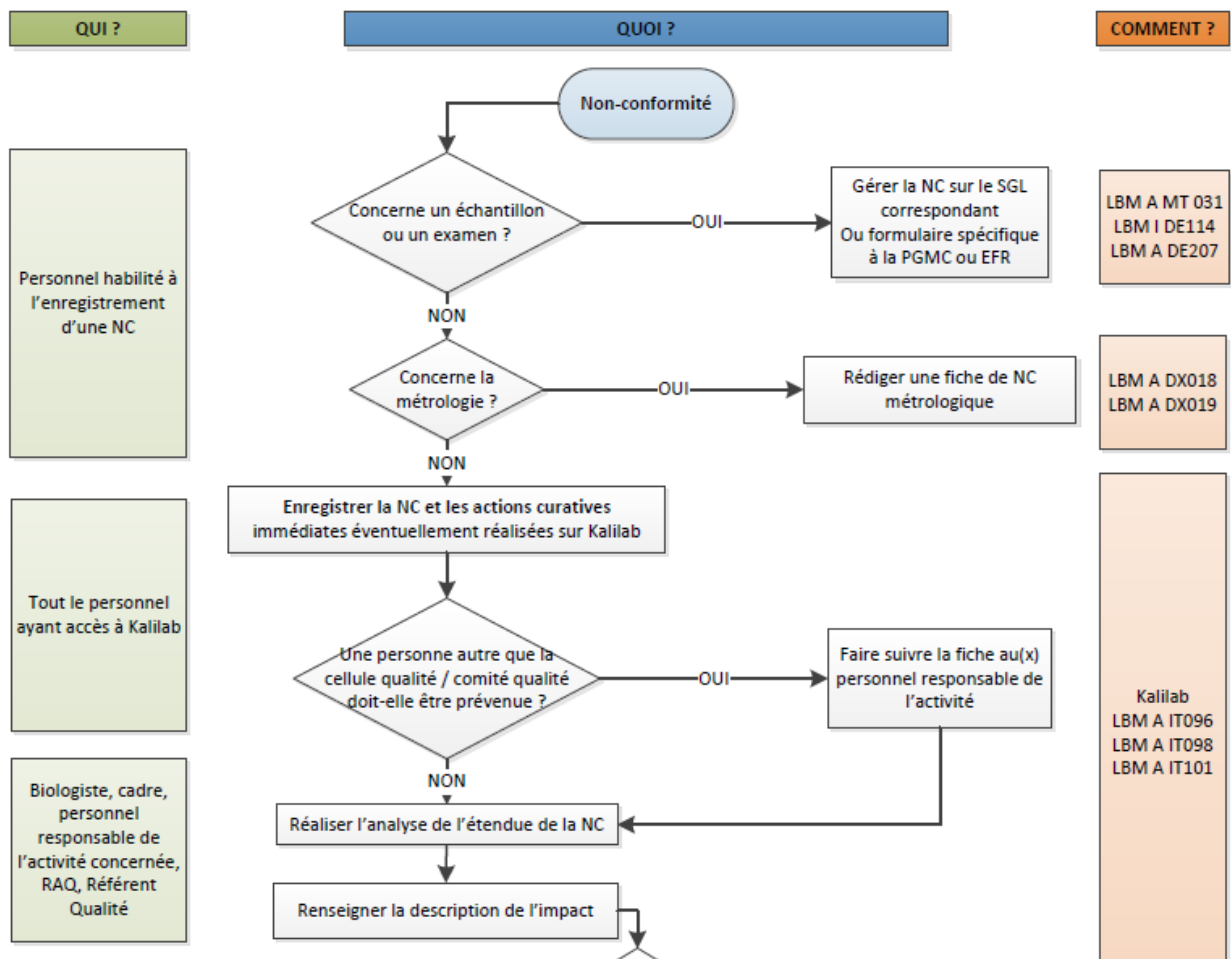 QUI ?
QUOI ?
COMMENT ?
Non-conformité
Personnel habilité à
l'enregistrement
d'une NC
Concerne un échantillon
ou un examen ?
OUI
Gérer la NC sur le SGL
correspondant
Ou formulaire spécifique
à la PGMC ou EFR
LBM A MT 031
LBM I DE114
LBM A DE207
NON
Concerne la
métrologie ?
OUI
Rédiger une fiche de NC
métrologique
LBM A DX018
LBM A DX019
NON
Enregistrer la NC et les actions curatives
immédiates éventuellement réalisées sur Kalilab
Tout le personnel
ayant accès à Kalilab
Une personne autre que la
cellule qualité / comité qualité
doit-elle être prévenue ?
OUI
Faire suivre la fiche au(x)
personnel responsable de
l'activité
Kalilab
LBM A IT096
LBM A IT098
LBM A IT101
NON
Biologiste, cadre,
personnel
responsable de
l'activité concernée,
RAQ, Référent
Qualité
Réaliser l'analyse de l'étendue de la NC
Renseigner la description de l'impact